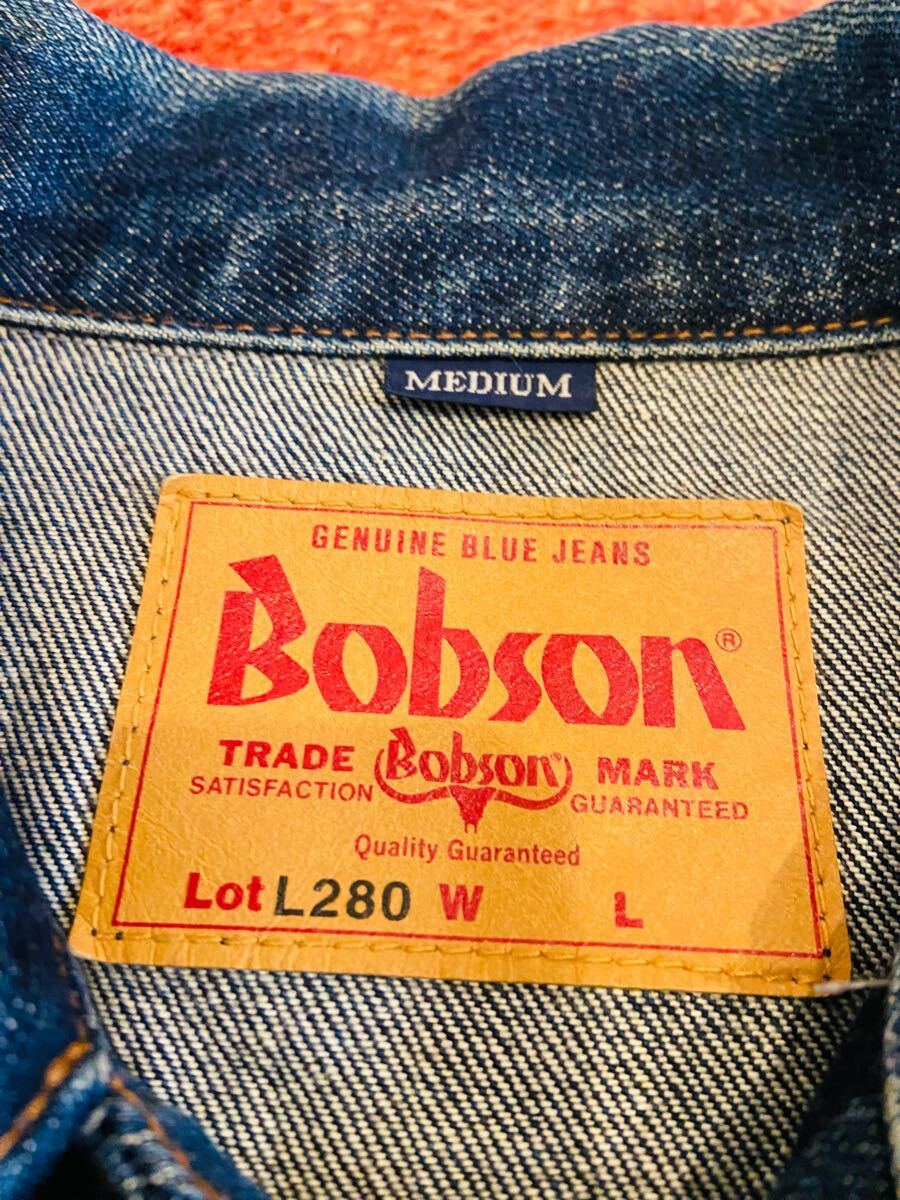 MEDIUM
GENUINE BLUE JEANS
Bobson®
TRADE Bobson MARK
SATISFACTION GUARANTEED
Quality Guaranteed
Lot L280 W L